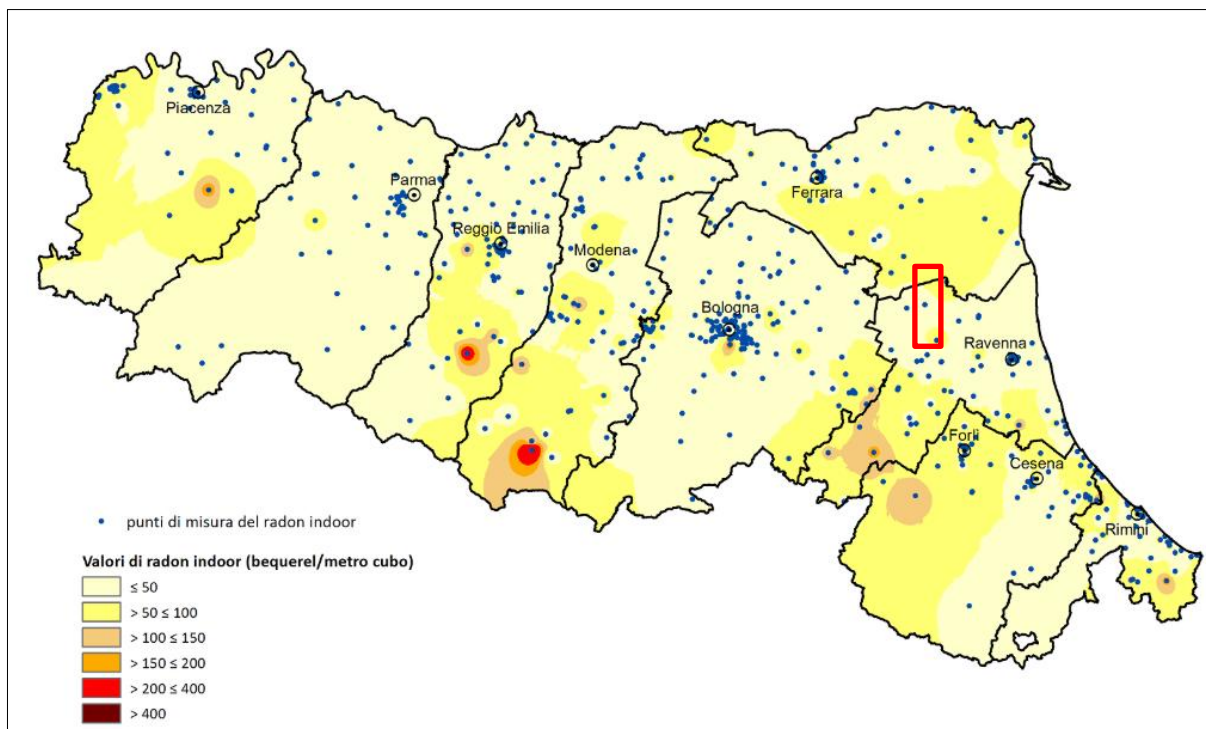 Piacenza
Parma
Ferrara
Reggio Emilia
Modena
Bologna
Ravenna
Forlì
Cesena
Rimini
punti di misura del radon indoor
Valori di radon indoor (bequerel/metro cubo)
≤ 50
> 50 ≤ 100
> 100 ≤ 150
> 150 ≤ 200
> 200 ≤ 400
> 400